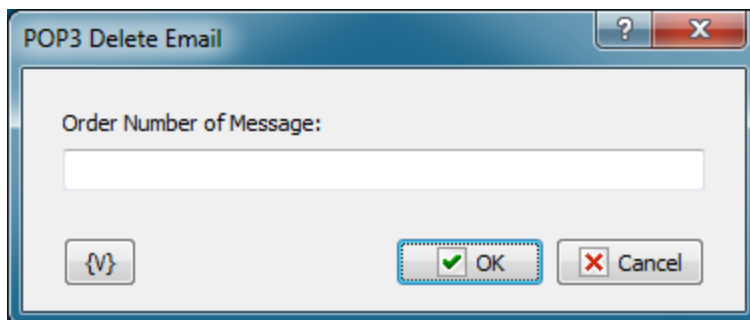 POP3 Delete Email
?
Order Number of Message:
{V}
OK
Cancel